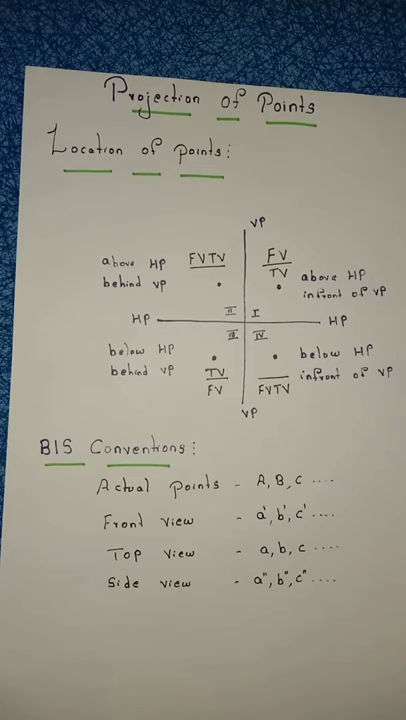 Projection of Points
Location of points:
VP
above HP
behind VP
FVTV
FV
TV
above HP
infront of VP
II
I
HP
HP
III
IV
below HP
behind VP
TV
FV
FVTV
below HP
infront of VP
VP
BIS Conventions:
Actual Points - A, B, C ....
Front view - a', b', c' ....
Top view - a, b, c ....
Side view - a", b", c" ....